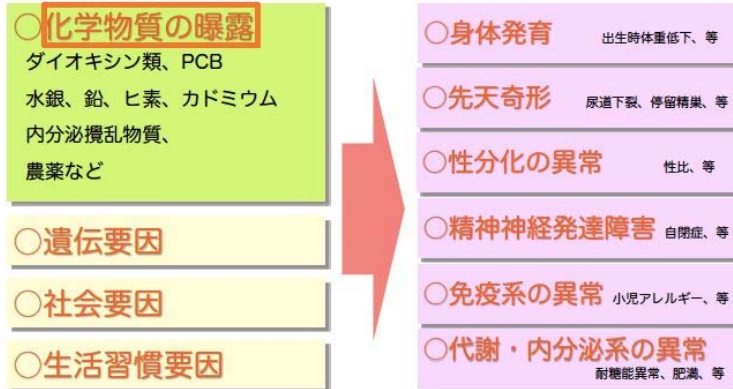 ○化学物質の曝露
ダイオキシン類、PCB
水銀、鉛、ヒ素、カドミウム
内分泌攪乱物質、
農薬など
○遺伝要因
○社会要因
○生活習慣要因
○身体発育 出生時体重低下、等
○先天奇形 尿道下裂、停留精巣、等
○性分化の異常 性比、等
○精神神経発達障害 自閉症、等
○免疫系の異常 小児アレルギー、等
○代謝・内分泌系の異常
耐糖能異常、肥満、等